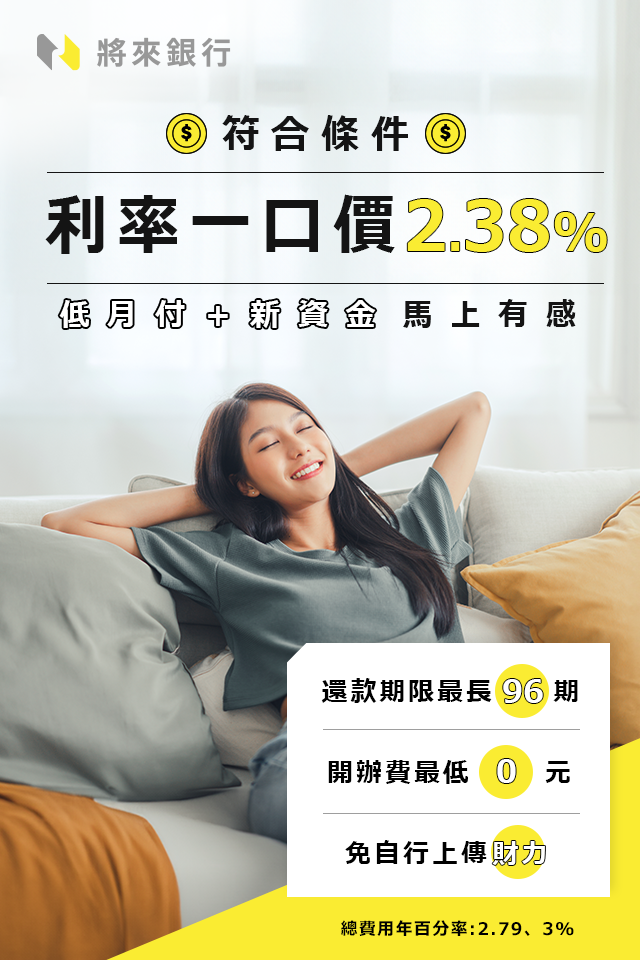 將來銀行
符合條件
利率一口價2.38%
低月付+新資金 馬上有感
還款期限最長96期
開辦費最低 0 元
免自行上傳財力
總費用年百分率:2.79、3%